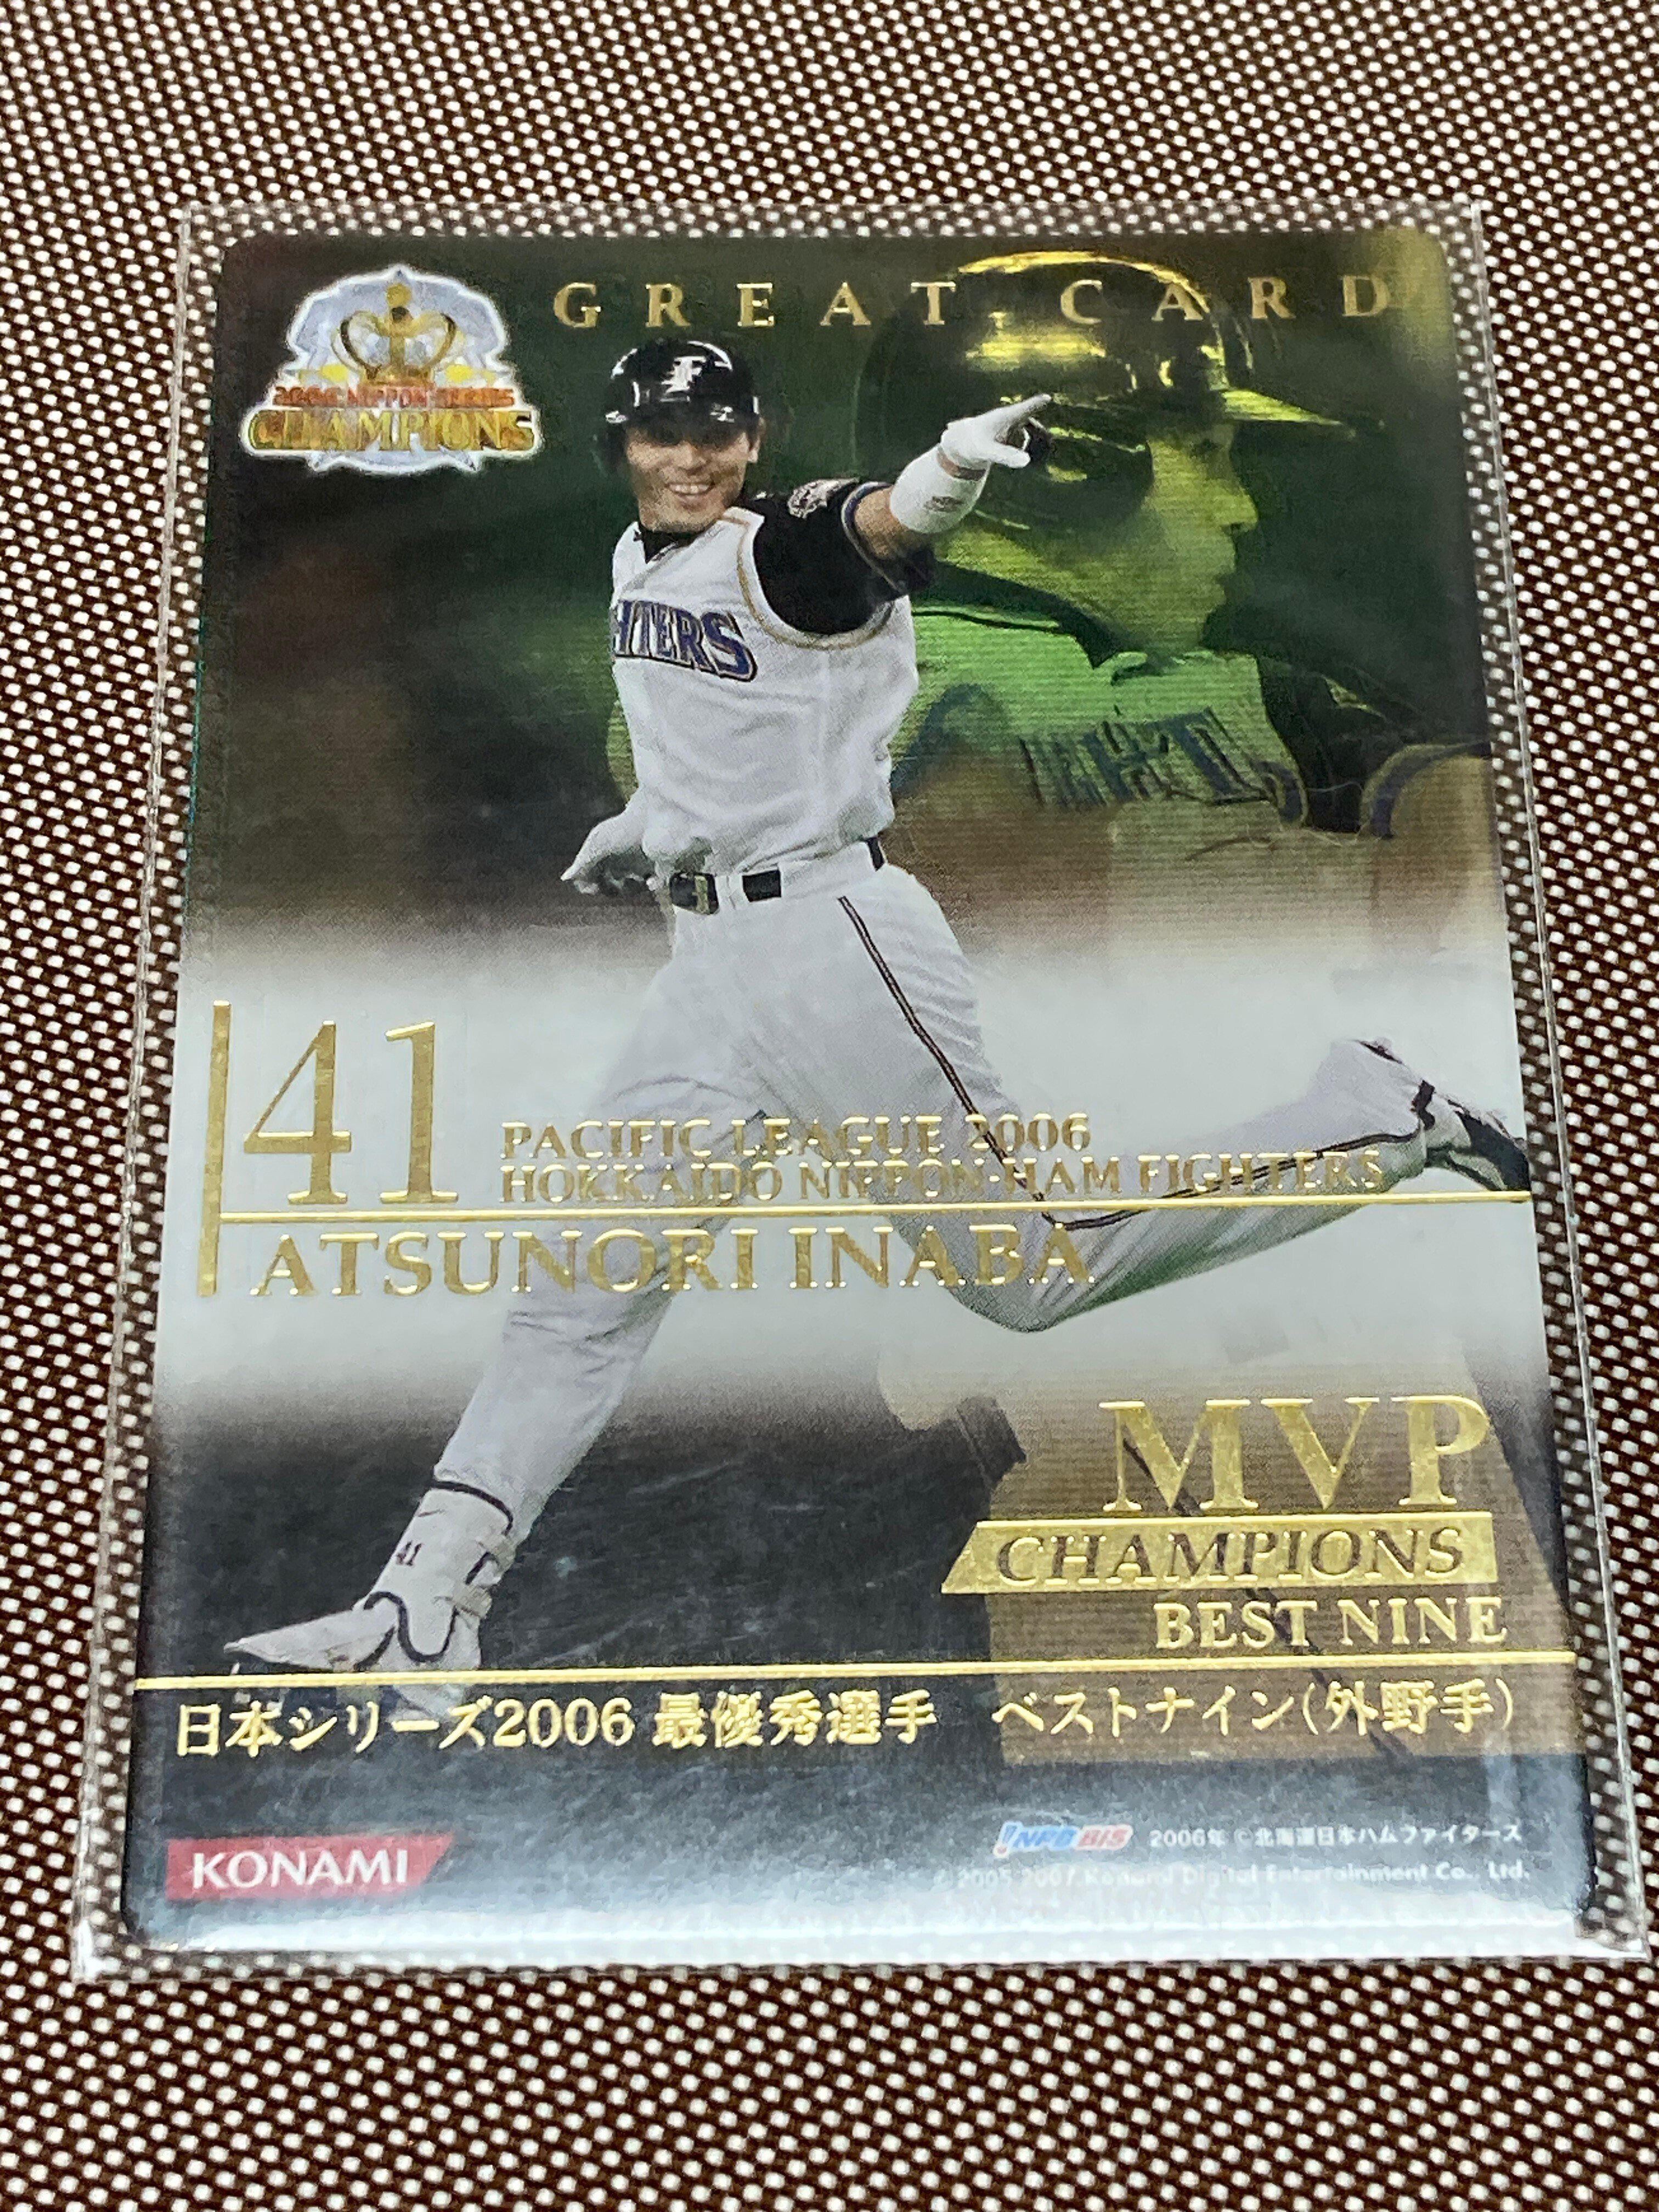 GREAT CARD
2006 NIPPON SERIES
CHAMPIONS
F
FIGHTERS
41
PACIFIC LEAGUE 2006
HOKKAIDO NIPPON-HAM FIGHTERS
ATSUNORI INABA
MVP
CHAMPIONS
BEST NINE
41
日本シリーズ2006 最優秀選手 ベストナイン(外野手)
KONAMI
NPB BIS 2006年 ©北海道日本ハムファイターズ
© 2005 2007 Konami Digital Entertainment Co., Ltd.